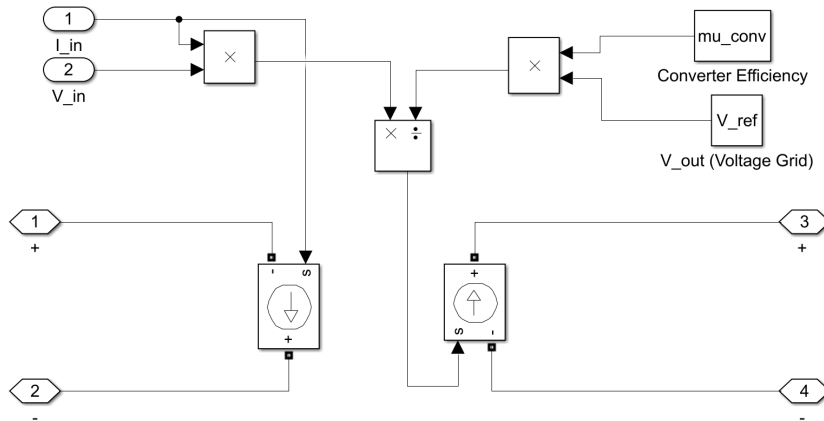 1
I_in
2
V_in
×
×
mu_conv
Converter Efficiency
V_ref
V_out (Voltage Grid)
× ÷
1
+
- s
+
+
s -
3
+
2
-
4
-